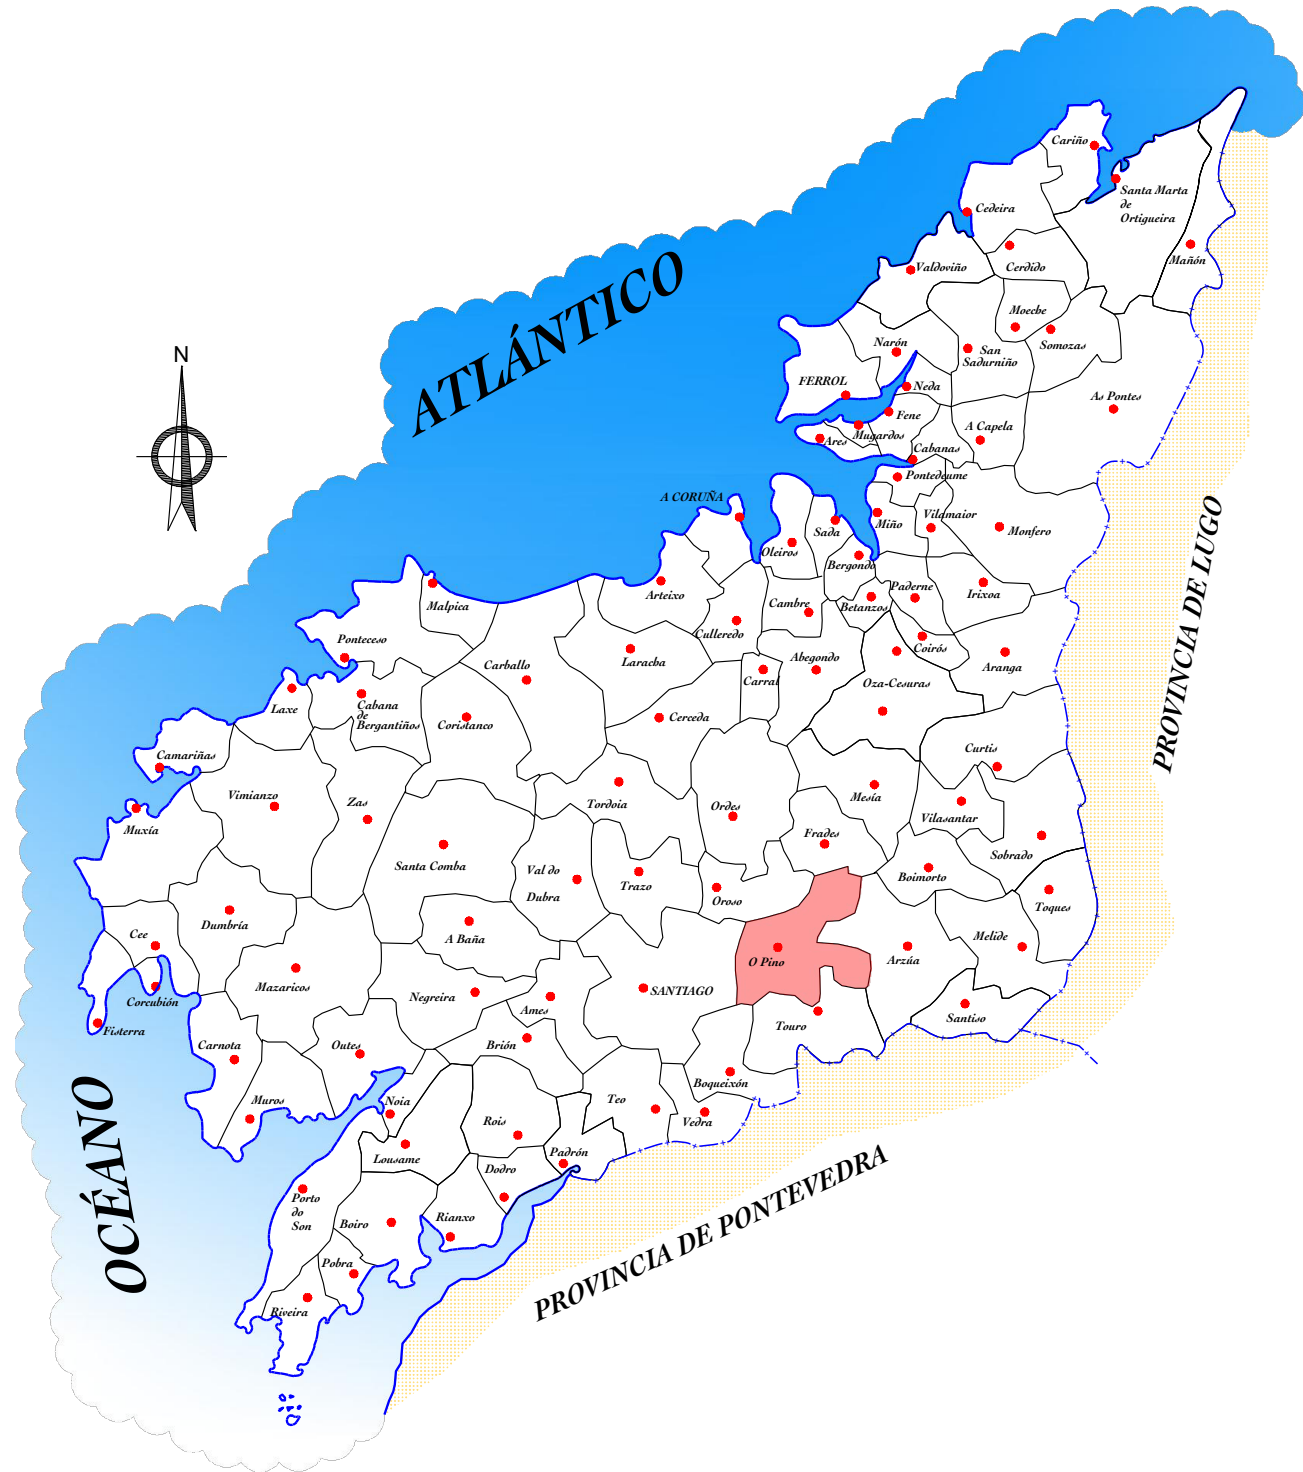 Cariño
Santa Marta
de
Ortigueira
Cedeira
Mañón
Cerdido
Valdoviño
ATLÁNTICO
Moeche
Somozas
Narón
San
Sadurniño
N
FERROL
Neda
As Pontes
Fene
A Capela
Mugardos
Ares
Cabanas
Pontedeume
A CORUÑA
Miño
Vilamaior
Monfero
Sada
Oleiros
Bergondo
PROVINCIA DE LUGO
Paderne
Irixoa
Arteixo
Malpica
Cambre
Betanzos
Culleredo
Ponteceso
Coirós
Laracha
Carballo
Abegondo
Aranga
Carral
Oza-Cesuras
Laxe
Cabana
de
Bergantiños
Coristanco
Cerceda
Camariñas
Curtis
Vimianzo
Zas
Tordoia
Ordes
Mesía
Vilasantar
Muxía
Frades
Sobrado
Santa Comba
Val do
Dubra
Trazo
Boimorto
Oroso
Toques
Dumbría
Cee
A Baña
Melide
O Pino
Arzúa
Mazaricos
Negreira
SANTIAGO
Corcubión
Ames
Santiso
Fisterra
Touro
Carnota
Outes
Brión
Boqueixón
Muros
Noia
Teo
Vedra
Rois
OCÉANO
Lousame
Padrón
Dodro
Porto
do
Son
Boiro
Rianxo
PROVINCIA DE PONTEVEDRA
Pobra
Riveira